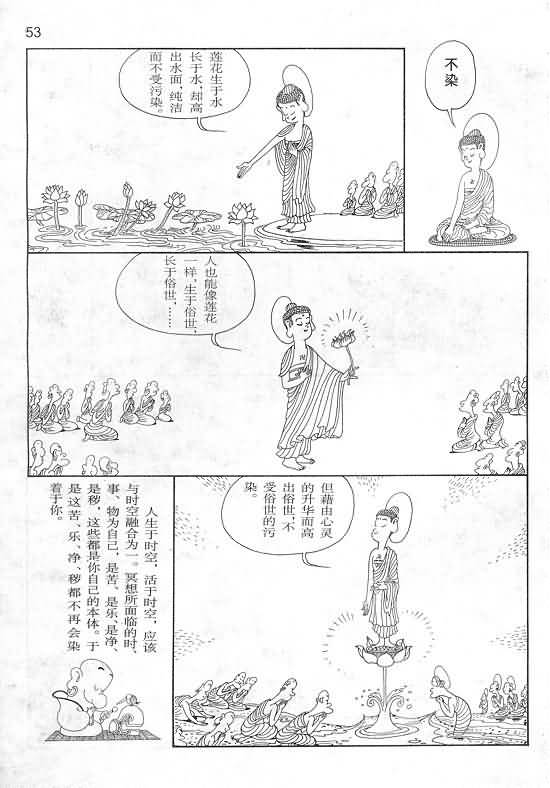 53
不染
莲花生于水
长于水,却高
出水面,纯洁
而不受污染。
人也能像莲花
一样,生于俗世,
长于俗世,……
但藉由心灵
的升华而高
出俗世,不
受俗世的污
染。
人生于时空,活于时空,应该
与时空融合为一。冥想所面临的时、
事、物为自己,是苦、是乐、是净、
是秽,这些都是你自己的本体。于
是这苦、乐、净、秽都不再会染
着于你。